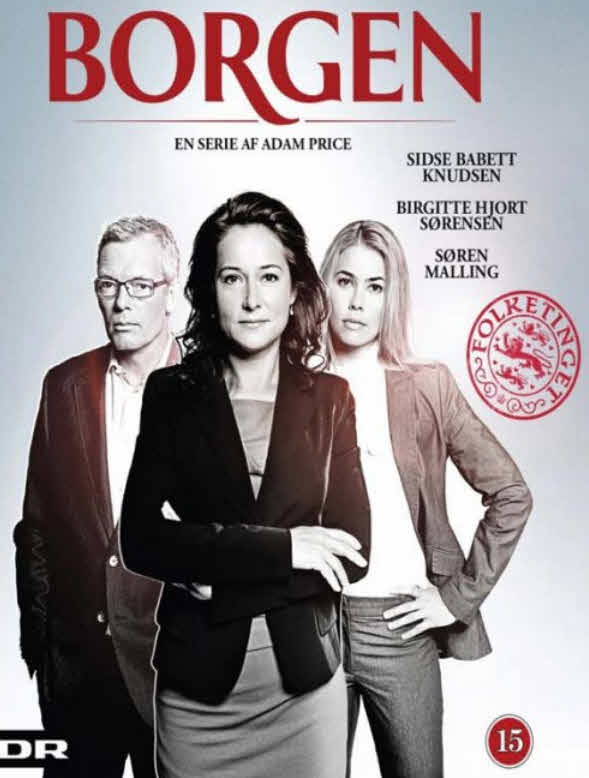 BORGEN
EN SERIE AF ADAM PRICE
SIDSE BABETT
KNUDSEN
BIRGITTE HJORT
SØRENSEN
SØREN
MALLING
FOLKETINGET
DR
15